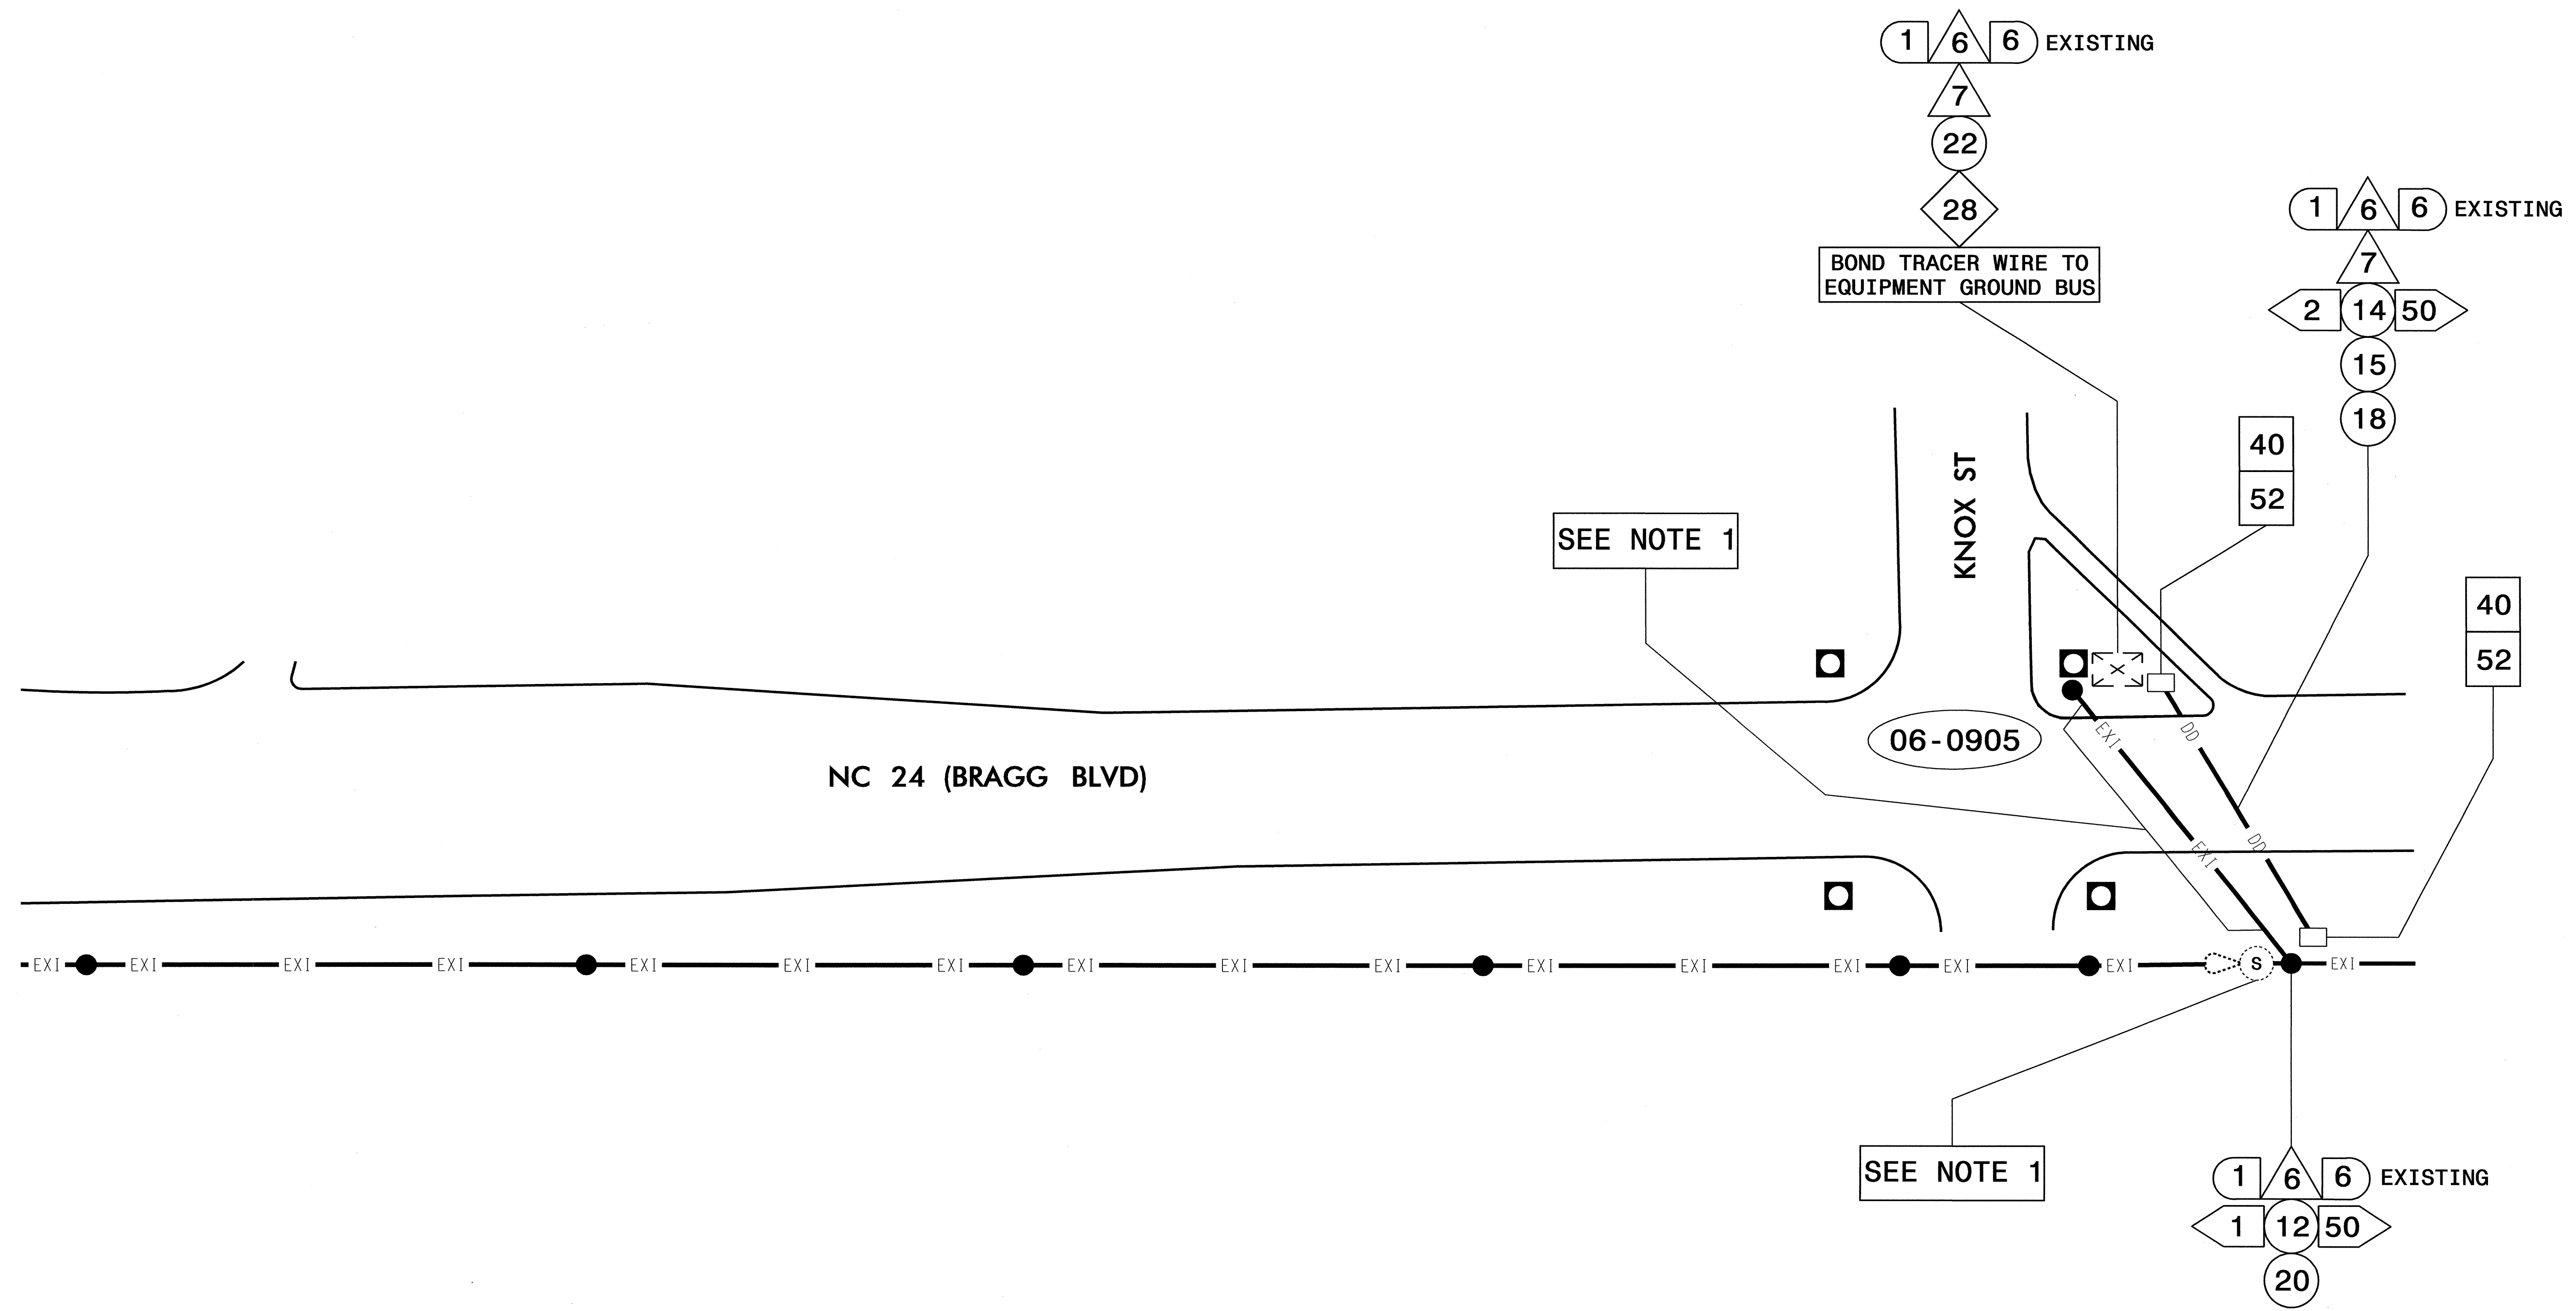 1 6 6 EXISTING
7
22
28
BOND TRACER WIRE TO
EQUIPMENT GROUND BUS
1 6 6 EXISTING
7
2 14 50
15
18
40
52
SEE NOTE 1
KNOX ST
40
52
06-0905
EXI
DD
NC 24 (BRAGG BLVD)
EXI
DD
EXI EXI EXI EXI EXI EXI EXI EXI EXI EXI EXI EXI EXI EXI EXI S EXI
SEE NOTE 1
1 6 6 EXISTING
1 12 50
20